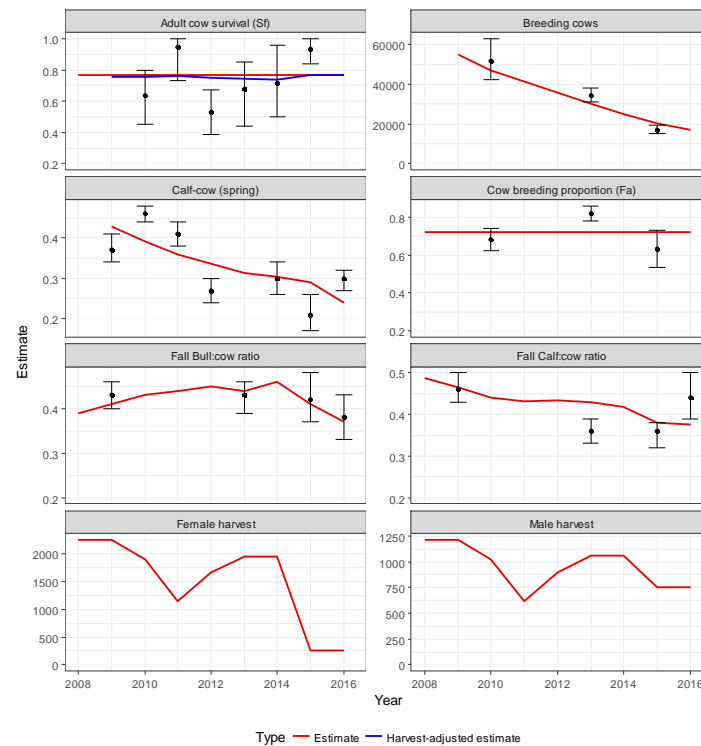 Adult cow survival (Sf)
Breeding cows
1.0
0.8
0.6
0.4
0.2
60000
40000
20000
0
Calf-cow (spring)
Cow breeding proportion (Fa)
0.4
0.3
0.2
0.8
0.6
0.4
0.2
Estimate
Fall Bull:cow ratio
Fall Calf:cow ratio
0.4
0.3
0.2
0.5
0.4
0.3
0.2
Female harvest
Male harvest
2000
1500
1000
500
0
1250
1000
750
500
250
0
2008 2010 2012 2014 2016
2008 2010 2012 2014 2016
Year
Type Estimate Harvest-adjusted estimate